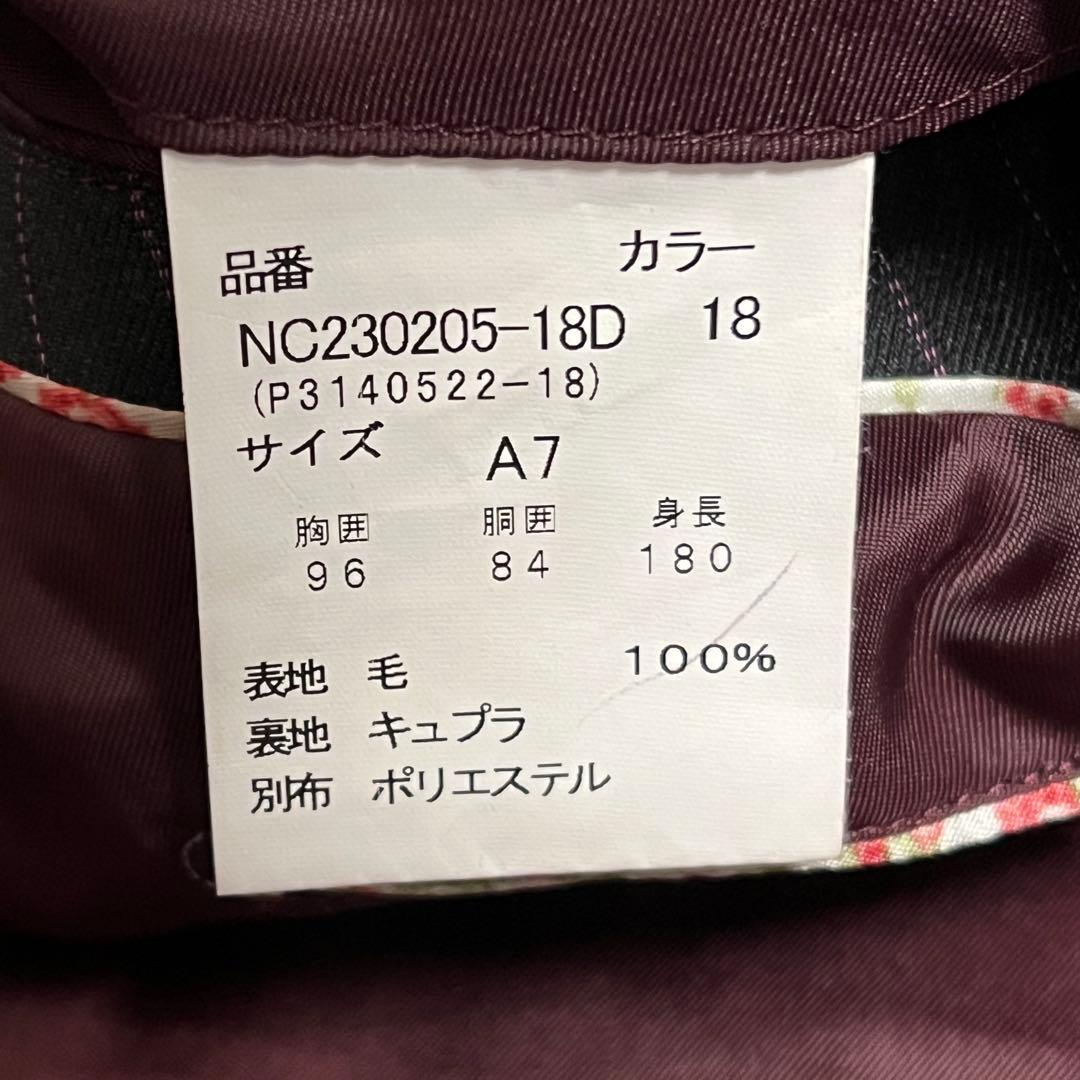 品番 カラー
NC230205-18D 18
(P3140522-18)
サイズ A7
胸囲 胴囲 身長
96 84 180
表地 毛 100%
裏地 キュプラ
別布 ポリエステル